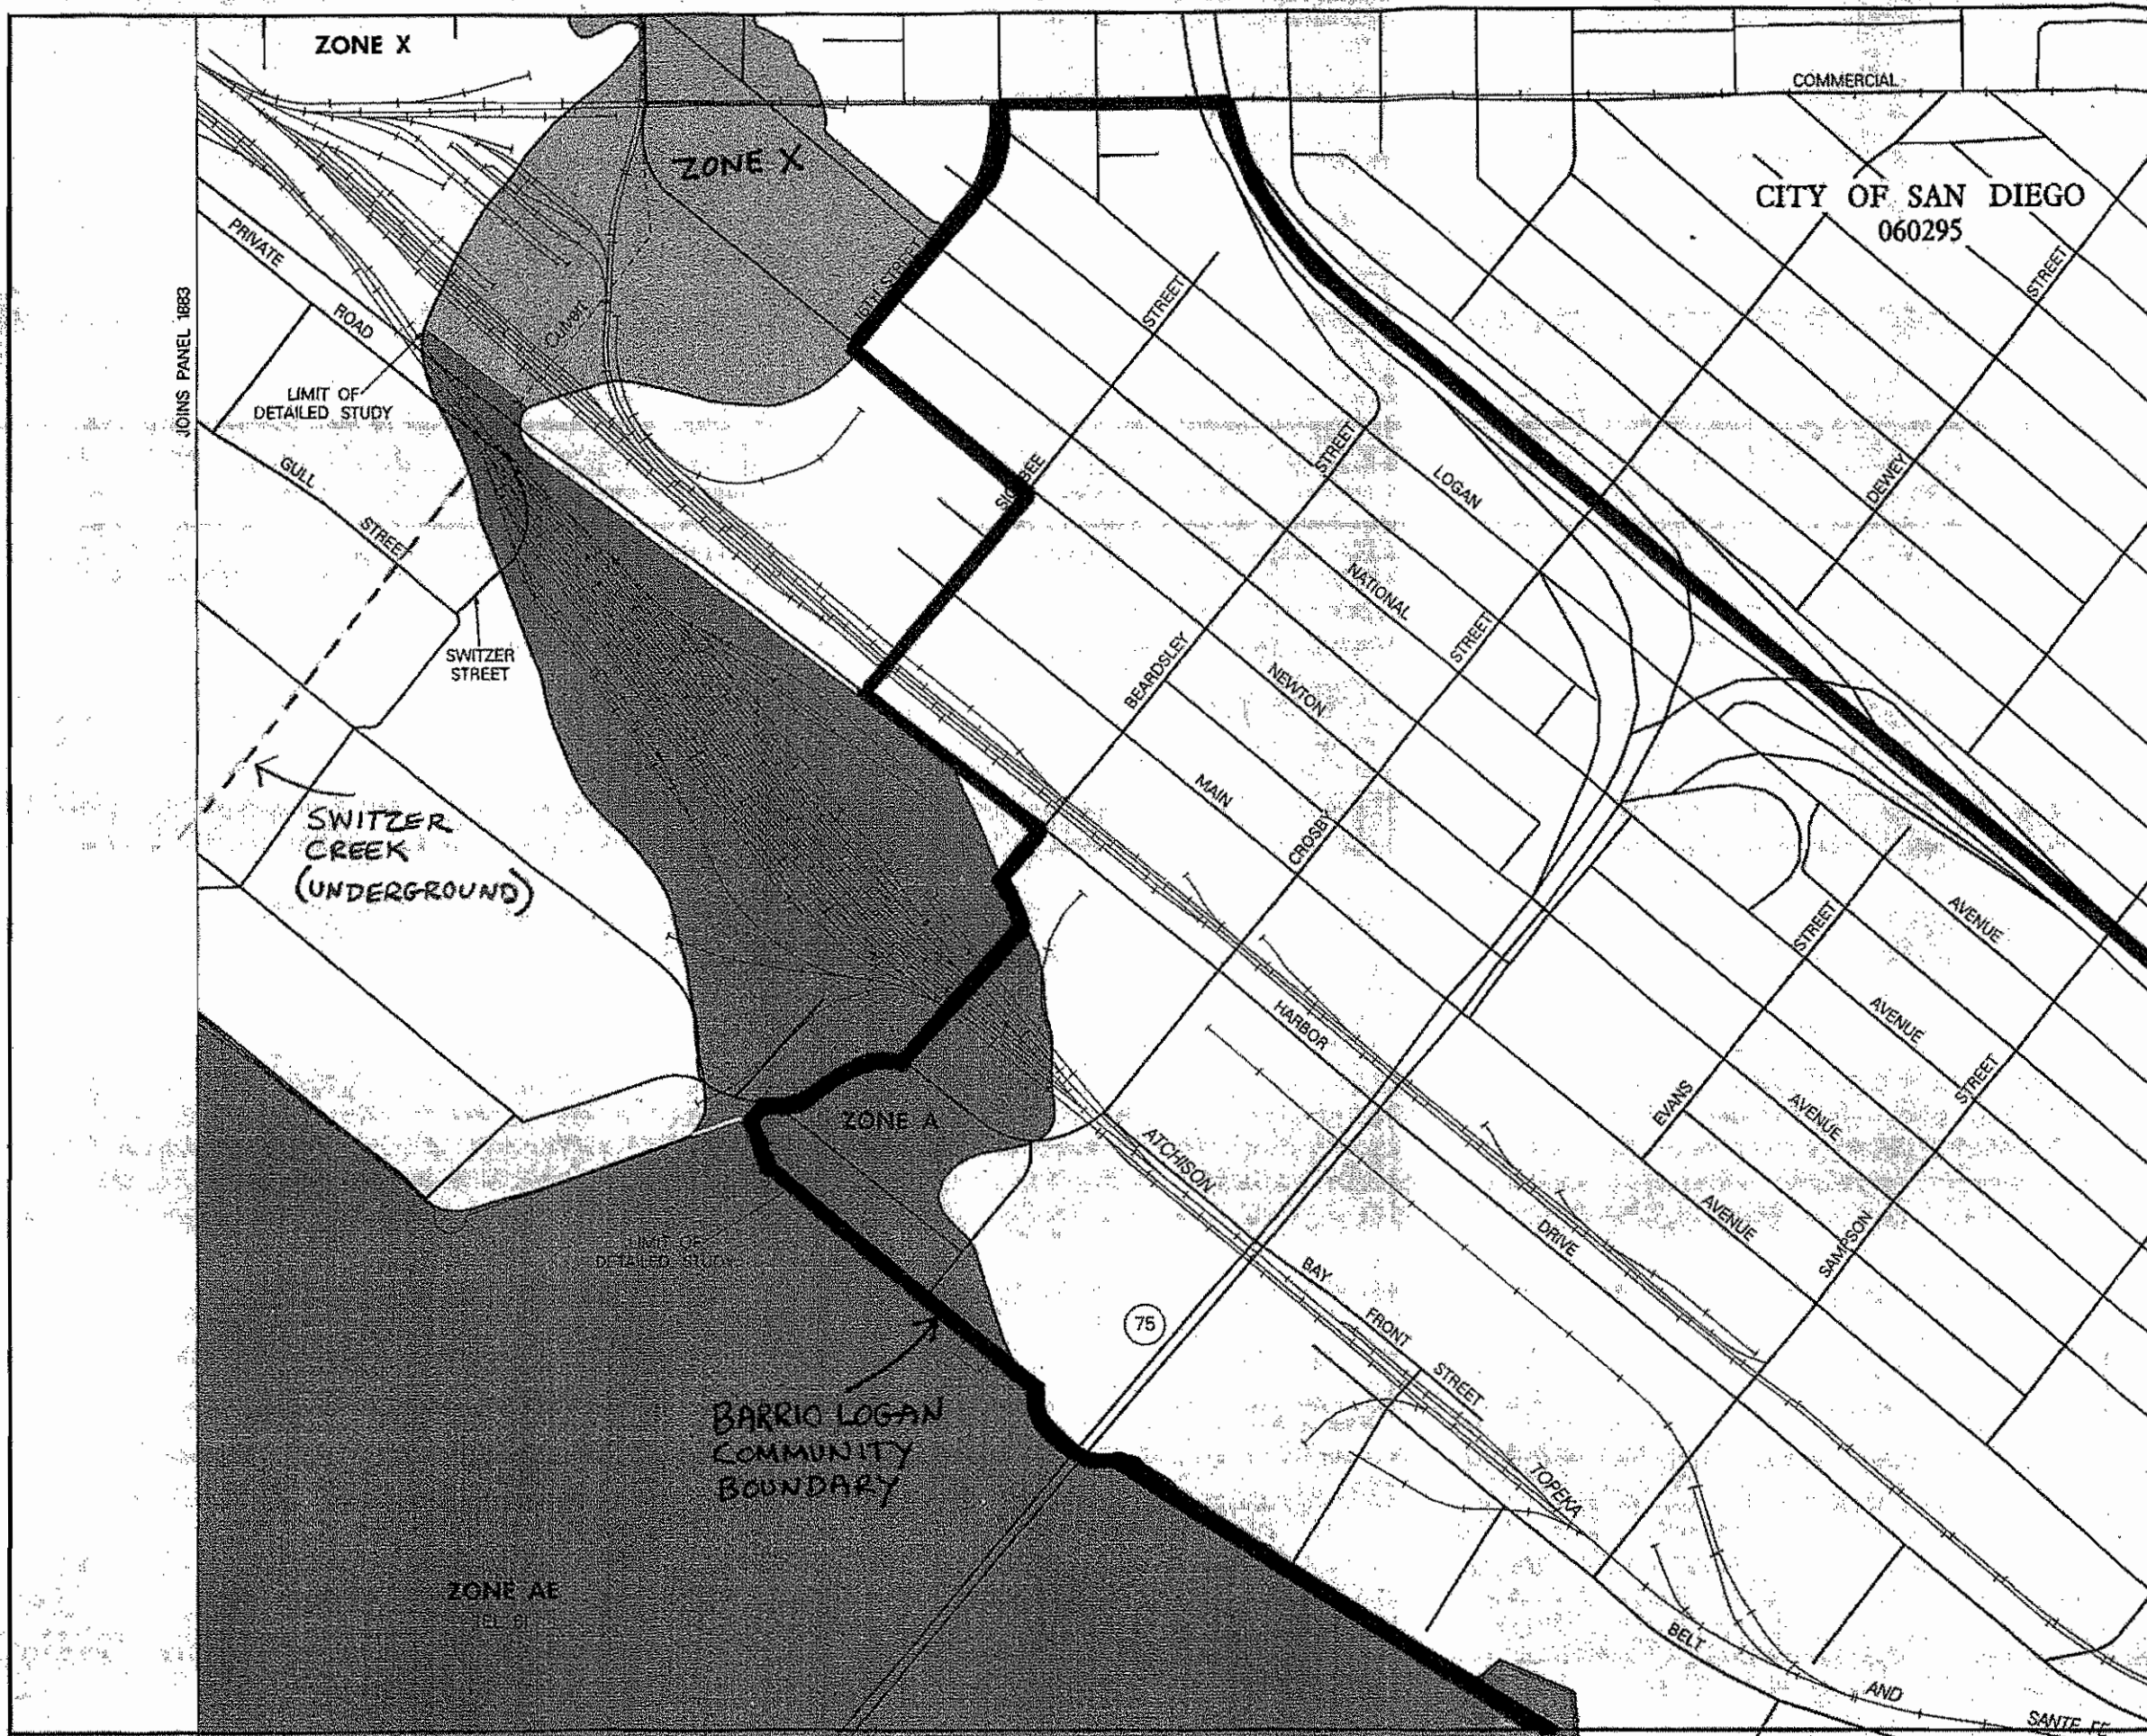 ZONE X
COMMERCIAL
ZONE X
CITY OF SAN DIEGO
060295
PRIVATE
ROAD
STREET
STREET
STREET
JOINS PANEL 1883
Culvert
LIMIT OF
DETAILED STUDY
GULL
STREET
STREET
LOGAN
DEWEY
NATIONAL
STREET
SWITZER
STREET
BEARDSLEY
NEWTON
MAIN
CROSBY
SWITZER
CREEK
(UNDERGROUND)
STREET
AVENUE
HARBOR
AVENUE
STREET
EVANS
AVENUE
ZONE A
ATCHISON
AVENUE
DRIVE
SAMPSON
LIMIT OF
DETAILED STUDY
BAY
FRONT
STREET
75
BARRIO LOGAN
COMMUNITY
BOUNDARY
TOPEKA
ZONE AE
BELT
AND
SANTE FE